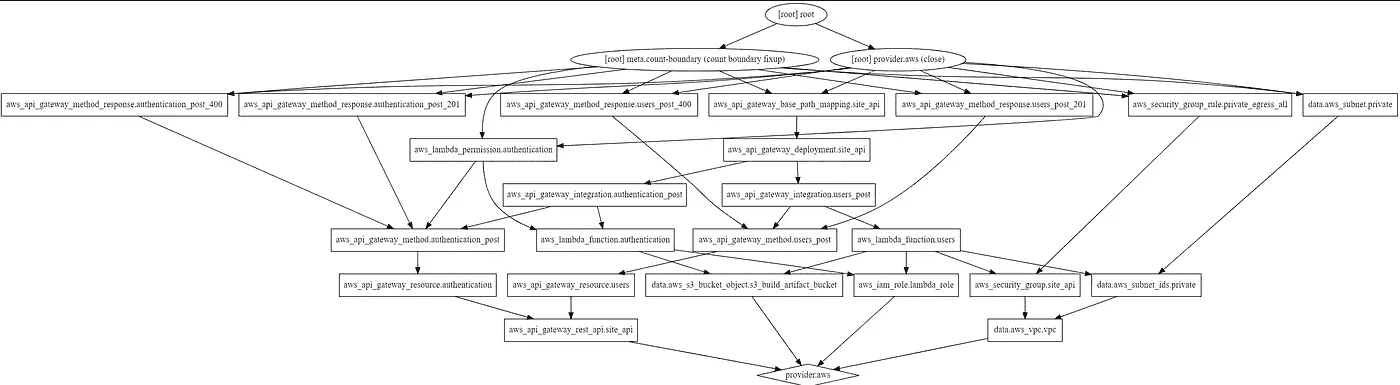 [root] root
[root] meta.count-boundary (count boundary fixup)
[root] provider.aws (close)
aws_api_gateway_method_response.authentication_post_400
aws_api_gateway_method_response.authentication_post_201
aws_api_gateway_method_response.users_post_400
aws_api_gateway_base_path_mapping.site_api
aws_api_gateway_method_response.users_post_201
aws_security_group_rule.private_egress_all
data.aws_subnet.private
aws_lambda_permission.authentication
aws_api_gateway_deployment.site_api
aws_api_gateway_integration.authentication_post
aws_api_gateway_integration.users_post
aws_api_gateway_method.authentication_post
aws_lambda_function.authentication
aws_api_gateway_method.users_post
aws_lambda_function.users
aws_api_gateway_resource.authentication
aws_api_gateway_resource.users
data.aws_s3_bucket_object.s3_build_artifact_bucket
aws_iam_role.lambda_role
aws_security_group.site_api
data.aws_subnet_ids.private
aws_api_gateway_rest_api.site_api
data.aws_vpc.vpc
provider.aws